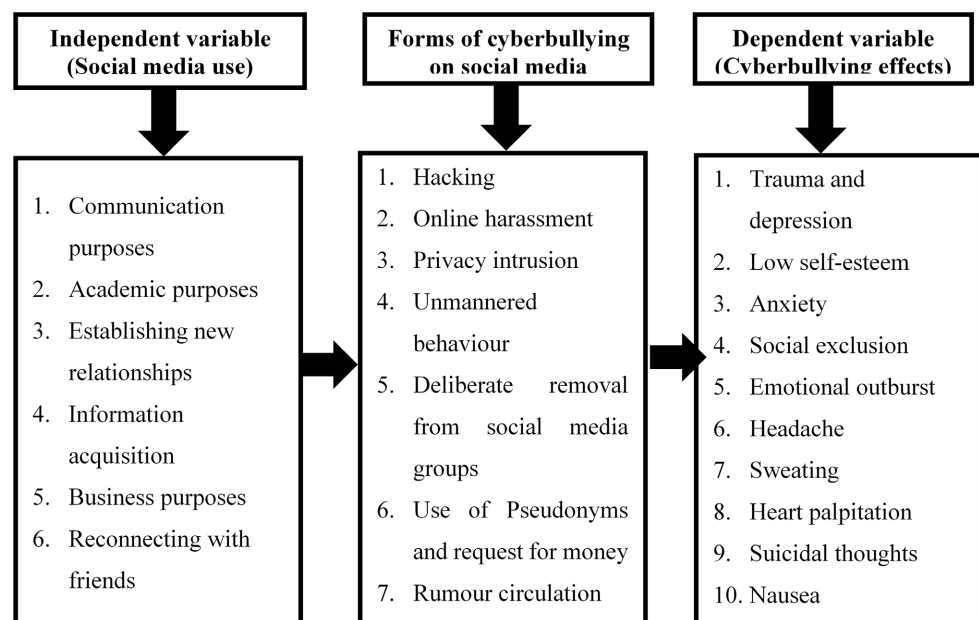 Independent variable
(Social media use)
Forms of cyberbullying
on social media
Dependent variable
(Cyberbullying effects)
1. Communication
purposes
2. Academic purposes
3. Establishing new
relationships
4. Information
acquisition
5. Business purposes
6. Reconnecting with
friends
1. Hacking
2. Online harassment
3. Privacy intrusion
4. Unmannered
behaviour
5. Deliberate removal
from social media
groups
6. Use of Pseudonyms
and request for money
7. Rumour circulation
1. Trauma and
depression
2. Low self-esteem
3. Anxiety
4. Social exclusion
5. Emotional outburst
6. Headache
7. Sweating
8. Heart palpitation
9. Suicidal thoughts
10. Nausea